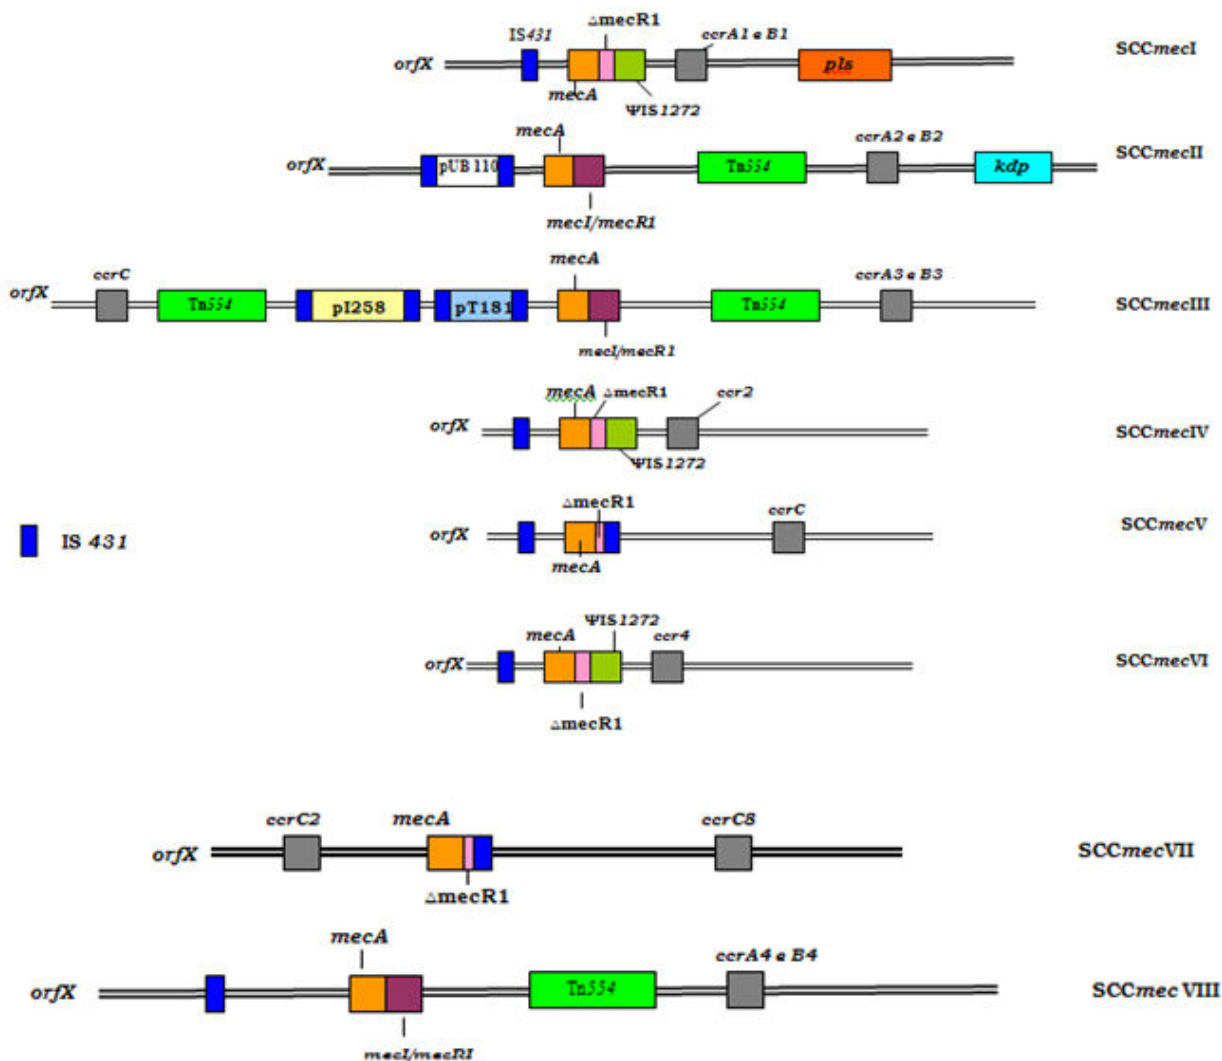 ΔmecR1
IS431
ccrA1 e B1
SCCmecI
orfX
pls
mecA
ΨIS1272
mecA
ccrA2 e B2
SCCmecII
orfX
pUB110
Tn554
kdp
mecI/mecR1
ccrC
mecA
ccrA3 e B3
orfX
Tn554
pI258
pT181
Tn554
SCCmecIII
mecI/mecR1
mecA ΔmecR1
ccr2
orfX
SCCmecIV
ΨIS1272
ΔmecR1
ccrC
SCCmecV
orfX
IS 431
mecA
ΨIS1272
mecA
ccr4
SCCmecVI
orfX
ΔmecR1
ccrC2
mecA
ccrC8
orfX
SCCmecVII
ΔmecR1
mecA
ccrA4 e B4
orfX
Tn554
SCCmec VIII
mecI/mecRI